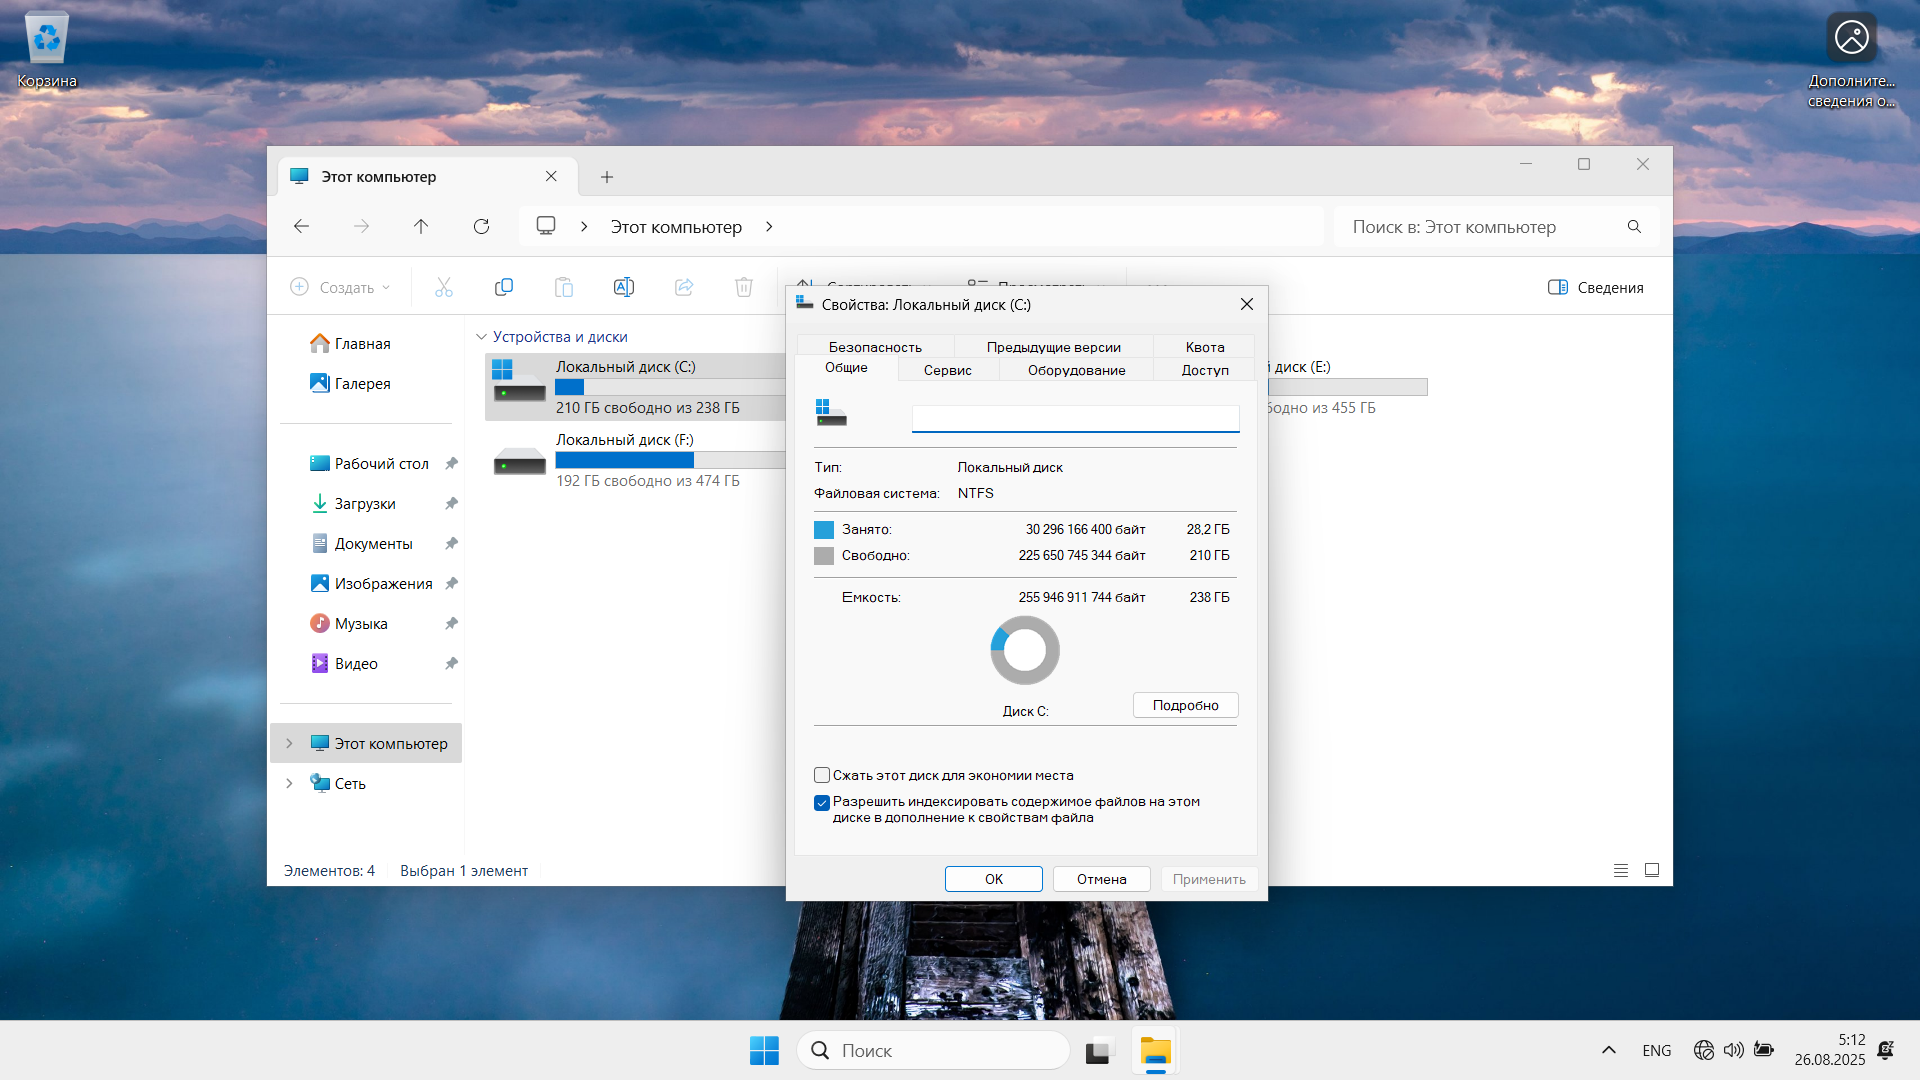 Корзина
Дополните...
сведения о...
Этот компьютер
Этот компьютер
Поиск в: Этот компьютер
Создать
Сведения
Главная
Галерея
Рабочий стол
Загрузки
Документы
Изображения
Музыка
Видео
Этот компьютер
Сеть
Устройства и диски
Локальный диск (C:)
210 ГБ свободно из 238 ГБ
Локальный диск (F:)
192 ГБ свободно из 474 ГБ
диск (E:)
из 455 ГБ
Элементов: 4
Выбран 1 элемент
Свойства: Локальный диск (C:)
Безопасность
Предыдущие версии
Квота
Общие
Сервис
Оборудование
Доступ
Тип:
Локальный диск
Файловая система:
NTFS
Занято:
30 296 166 400 байт
28,2 ГБ
Свободно:
225 650 745 344 байт
210 ГБ
Емкость:
255 946 911 744 байт
238 ГБ
Диск C:
Подробно
Сжать этот диск для экономии места
Разрешить индексировать содержимое файлов на этом
диске в дополнение к свойствам файла
ОК
Отмена
Применить
Поиск
ENG
5:12
26.08.2025